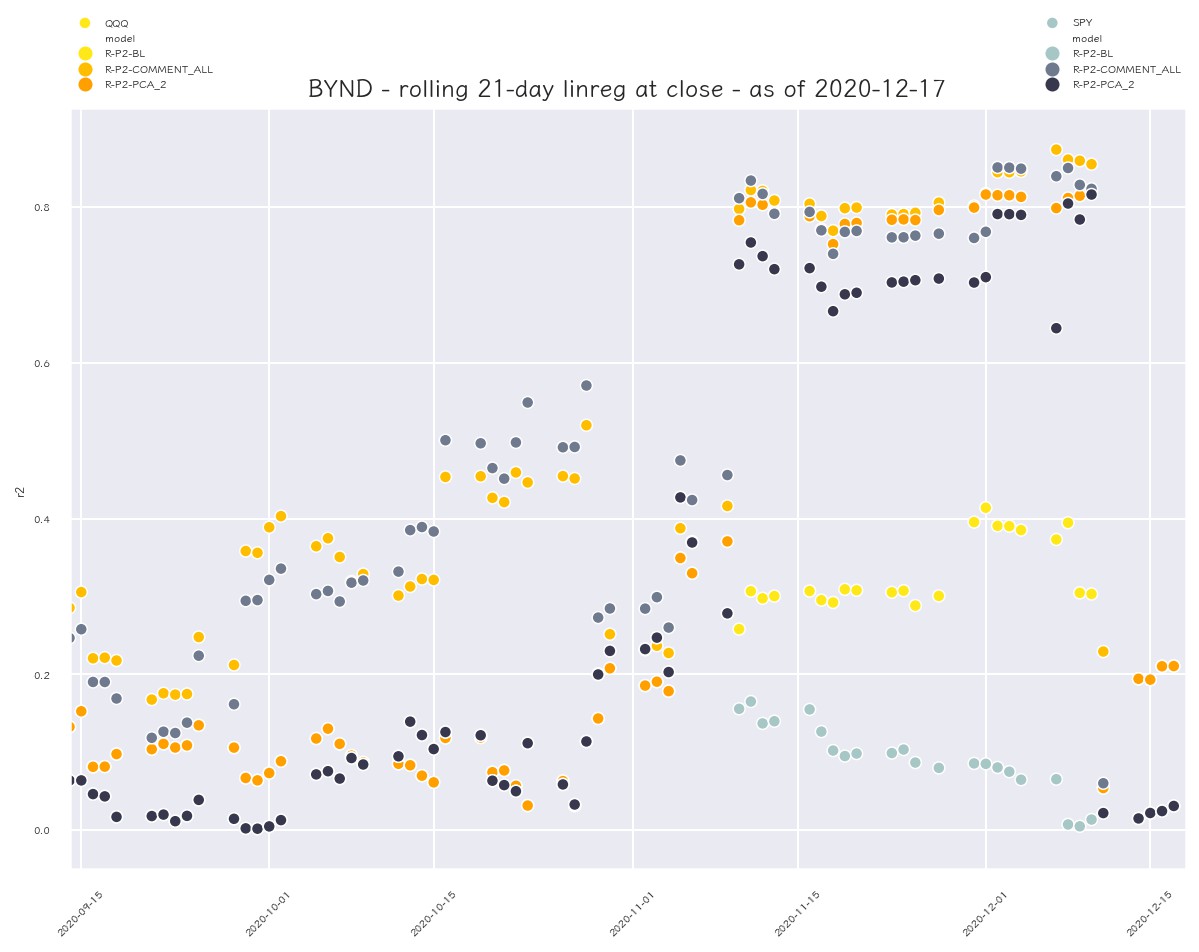 QQQ
model
R-P2-BL
R-P2-COMMENT_ALL
R-P2-PCA_2
SPY
model
R-P2-BL
R-P2-COMMENT_ALL
R-P2-PCA_2
BYND - rolling 21-day linreg at close - as of 2020-12-17
r2
0.8
0.6
0.4
0.2
0.0
2020-09-15
2020-10-01
2020-10-15
2020-11-01
2020-11-15
2020-12-01
2020-12-15